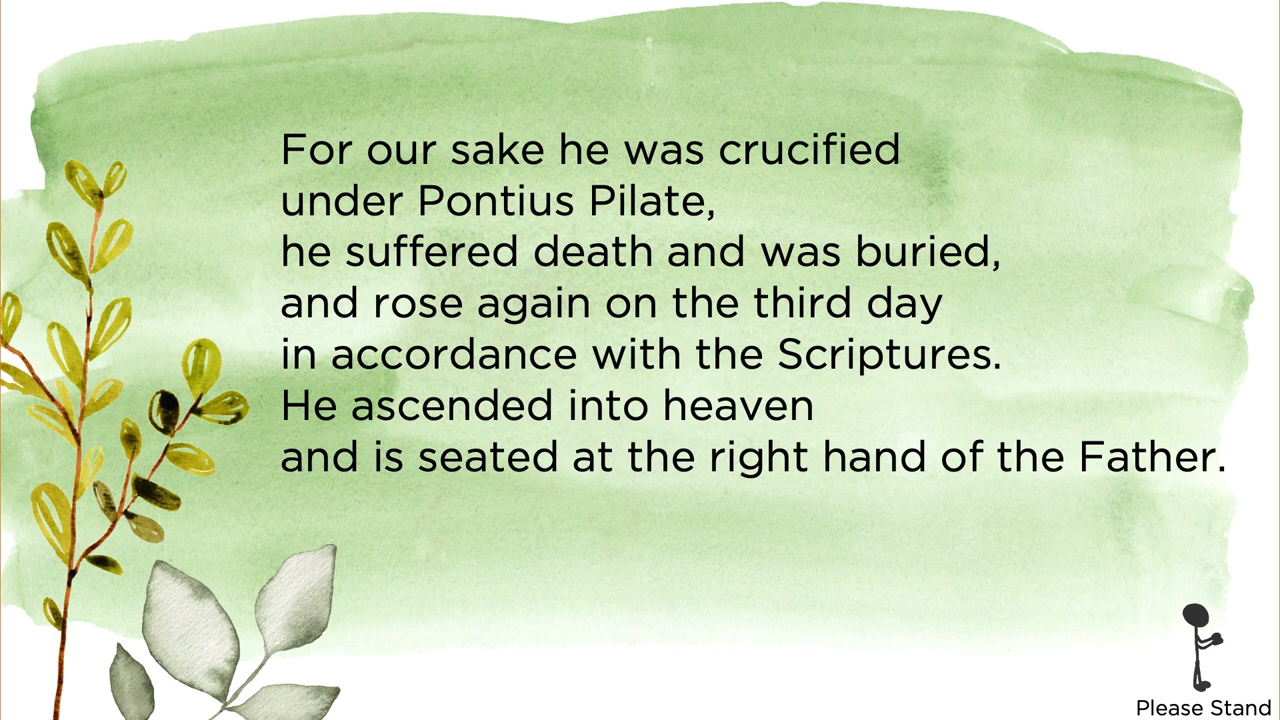 For our sake he was crucified
under Pontius Pilate,
he suffered death and was buried,
and rose again on the third day
in accordance with the Scriptures.
He ascended into heaven
and is seated at the right hand of the Father.
Please Stand